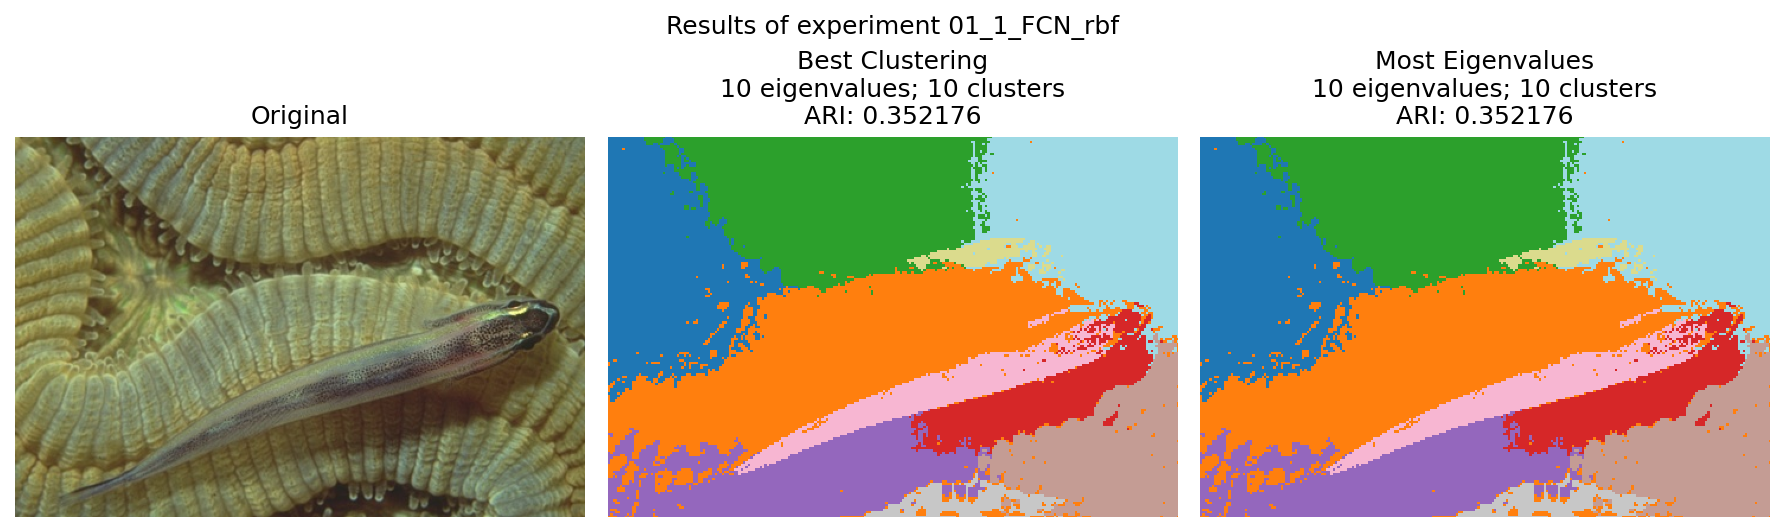 Results of experiment 01_1_FCN_rbf
Original
Best Clustering
10 eigenvalues; 10 clusters
ARI: 0.352176
Most Eigenvalues
10 eigenvalues; 10 clusters
ARI: 0.352176